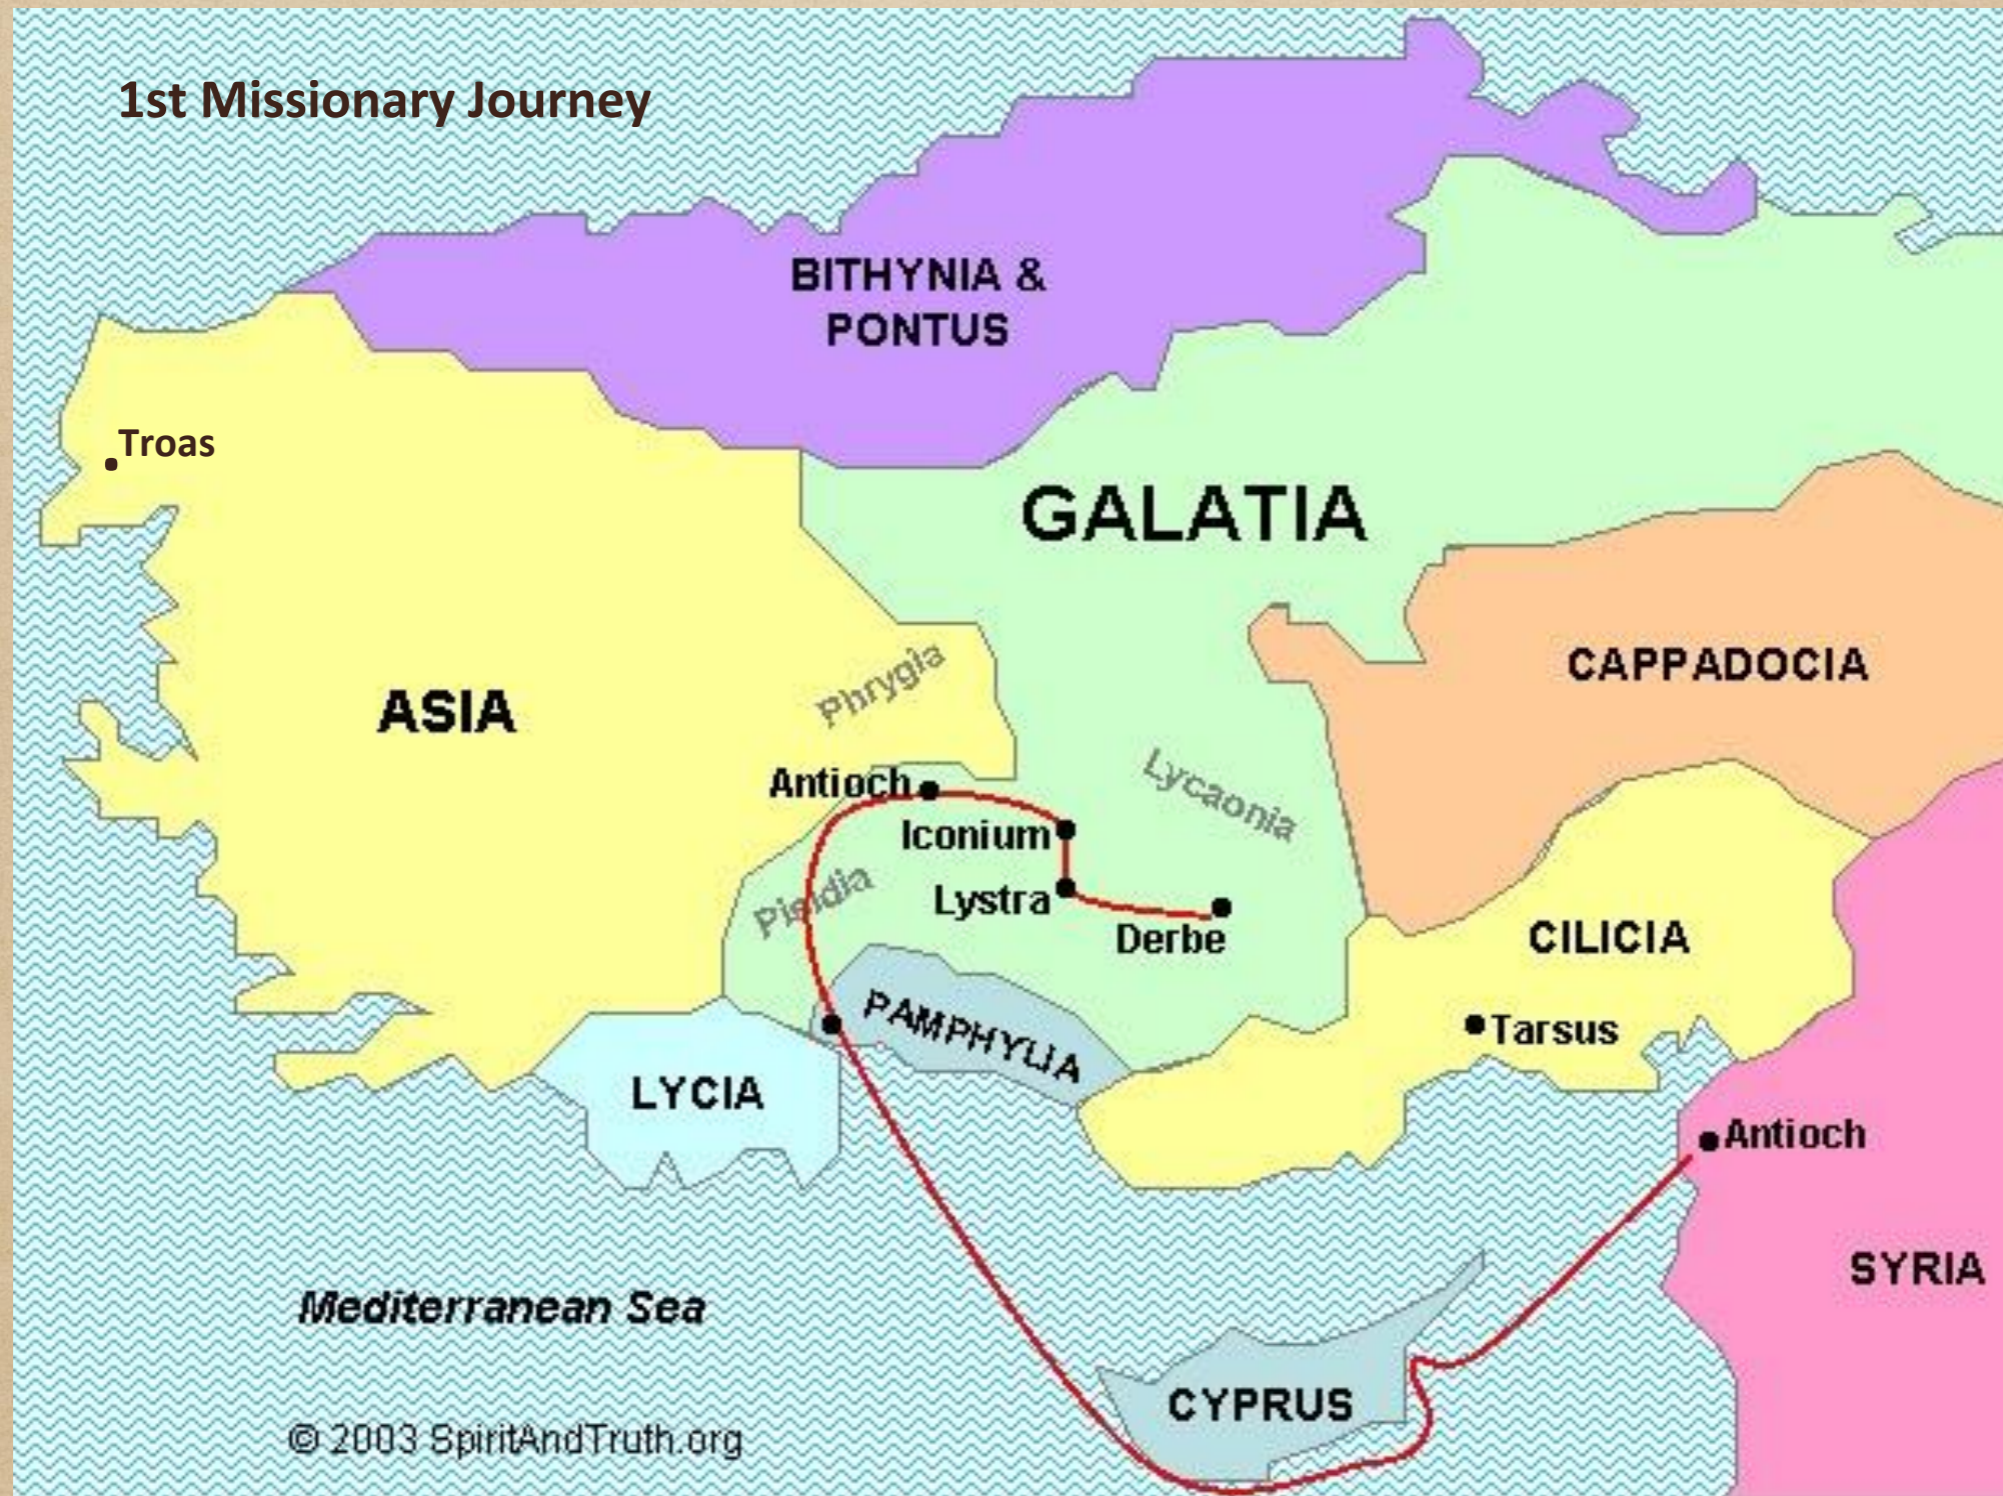 1st Missionary Journey
BITHYNIA &
PONTUS
Troas
GALATIA
CAPPADOCIA
Phrygia
ASIA
Lycaonia
Antioch
Iconium
Pisidia
Lystra
Derbe
CILICIA
PAMPHYLIA
Tarsus
LYCIA
Antioch
SYRIA
Mediterranean Sea
CYPRUS
© 2003 SpiritAndTruth.org